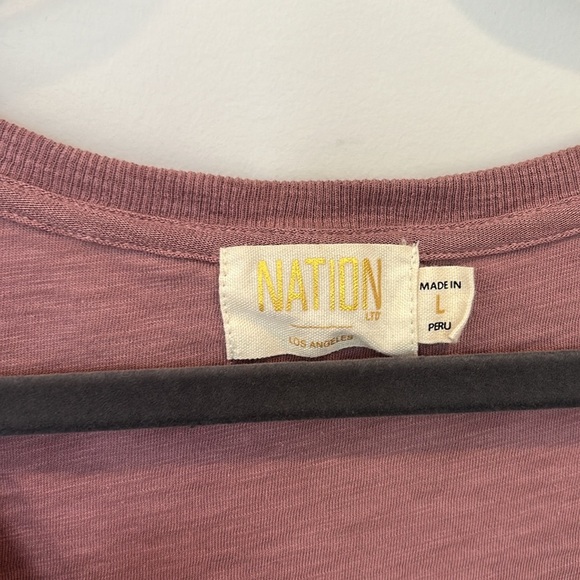 NATION
LTD
LOS ANGELES
MADE IN
L
PERU